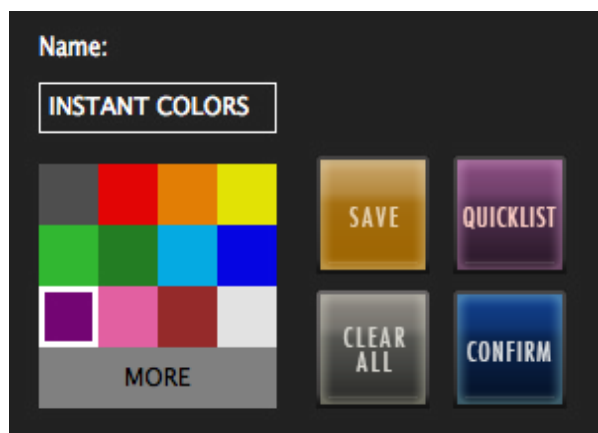 Name:
INSTANT COLORS
SAVE
QUICKLIST
CLEAR
ALL
CONFIRM
MORE